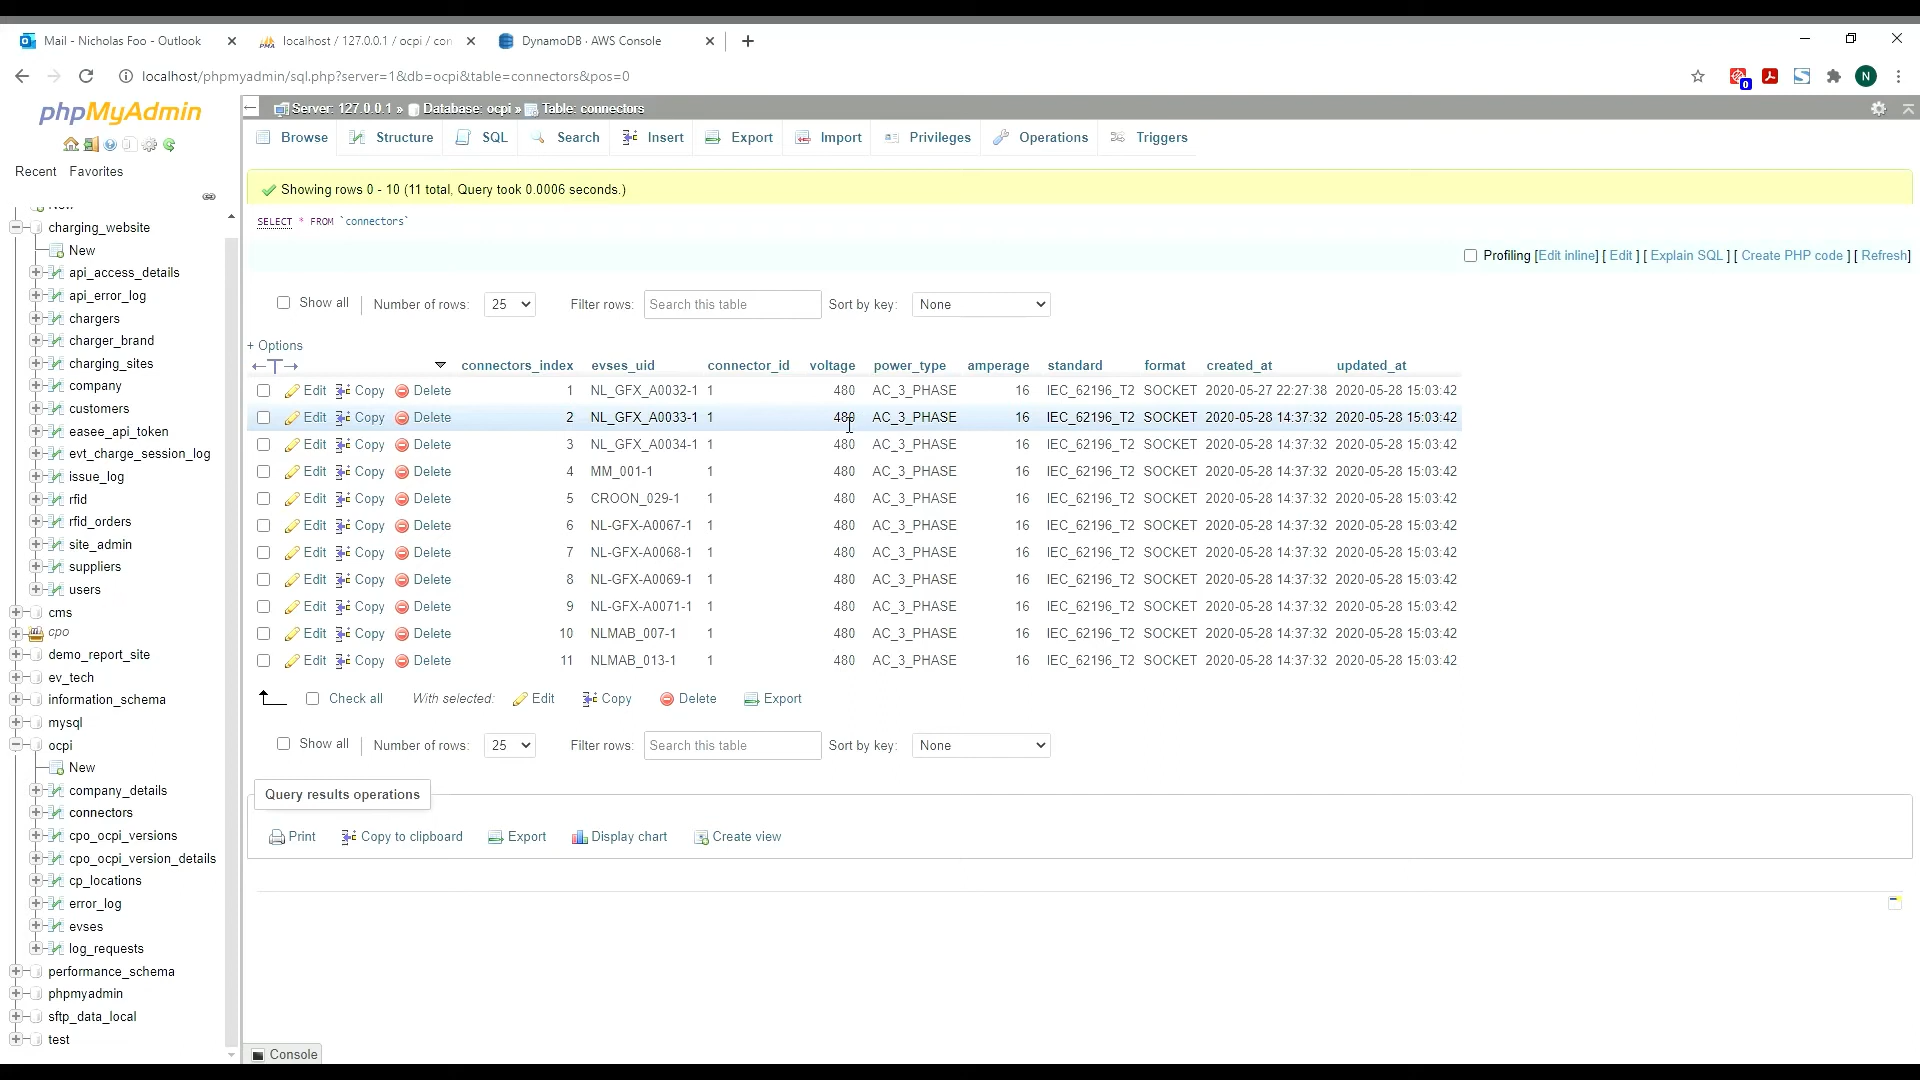 Mail - Nicholas Foo - Outlook
localhost / 127.0.0.1 / ocpi / con
DynamoDB · AWS Console
localhost/phpmyadmin/sql.php?server=1&db=ocpi&table=connectors&pos=0
0
N
phpMyAdmin
Recent Favorites
charging_website
New
api_access_details
api_error_log
chargers
charger_brand
charging_sites
company
customers
easee_api_token
evt_charge_session_log
issue_log
rfid
rfid_orders
site_admin
suppliers
users
cms
cpo
demo_report_site
ev_tech
information_schema
mysql
ocpi
New
company_details
connectors
cpo_ocpi_versions
cpo_ocpi_version_details
cp_locations
error_log
evses
log_requests
performance_schema
phpmyadmin
sftp_data_local
test
Server: 127.0.0.1 » Database: ocpi » Table: connectors
Browse Structure SQL Search Insert Export Import Privileges Operations Triggers
Showing rows 0 - 10 (11 total, Query took 0.0006 seconds.)
SELECT * FROM `connectors`
Profiling [Edit inline] [ Edit ] [ Explain SQL ] [ Create PHP code ] [ Refresh]
Show all Number of rows: 25 Filter rows: Search this table Sort by key: None
+ Options
←T→ connectors_index evses_uid connector_id voltage power_type amperage standard format created_at updated_at
Edit Copy Delete 1 NL_GFX_A0032-1 1 480 AC_3_PHASE 16 IEC_62196_T2 SOCKET 2020-05-27 22:27:38 2020-05-28 15:03:42
Edit Copy Delete 2 NL_GFX_A0033-1 1 480 AC_3_PHASE 16 IEC_62196_T2 SOCKET 2020-05-28 14:37:32 2020-05-28 15:03:42
Edit Copy Delete 3 NL_GFX_A0034-1 1 480 AC_3_PHASE 16 IEC_62196_T2 SOCKET 2020-05-28 14:37:32 2020-05-28 15:03:42
Edit Copy Delete 4 MM_001-1 1 480 AC_3_PHASE 16 IEC_62196_T2 SOCKET 2020-05-28 14:37:32 2020-05-28 15:03:42
Edit Copy Delete 5 CROON_029-1 1 480 AC_3_PHASE 16 IEC_62196_T2 SOCKET 2020-05-28 14:37:32 2020-05-28 15:03:42
Edit Copy Delete 6 NL-GFX-A0067-1 1 480 AC_3_PHASE 16 IEC_62196_T2 SOCKET 2020-05-28 14:37:32 2020-05-28 15:03:42
Edit Copy Delete 7 NL-GFX-A0068-1 1 480 AC_3_PHASE 16 IEC_62196_T2 SOCKET 2020-05-28 14:37:32 2020-05-28 15:03:42
Edit Copy Delete 8 NL-GFX-A0069-1 1 480 AC_3_PHASE 16 IEC_62196_T2 SOCKET 2020-05-28 14:37:32 2020-05-28 15:03:42
Edit Copy Delete 9 NL-GFX-A0071-1 1 480 AC_3_PHASE 16 IEC_62196_T2 SOCKET 2020-05-28 14:37:32 2020-05-28 15:03:42
Edit Copy Delete 10 NLMAB_007-1 1 480 AC_3_PHASE 16 IEC_62196_T2 SOCKET 2020-05-28 14:37:32 2020-05-28 15:03:42
Edit Copy Delete 11 NLMAB_013-1 1 480 AC_3_PHASE 16 IEC_62196_T2 SOCKET 2020-05-28 14:37:32 2020-05-28 15:03:42
Check all With selected: Edit Copy Delete Export
Show all Number of rows: 25 Filter rows: Search this table Sort by key: None
Query results operations
Print Copy to clipboard Export Display chart Create view
Console